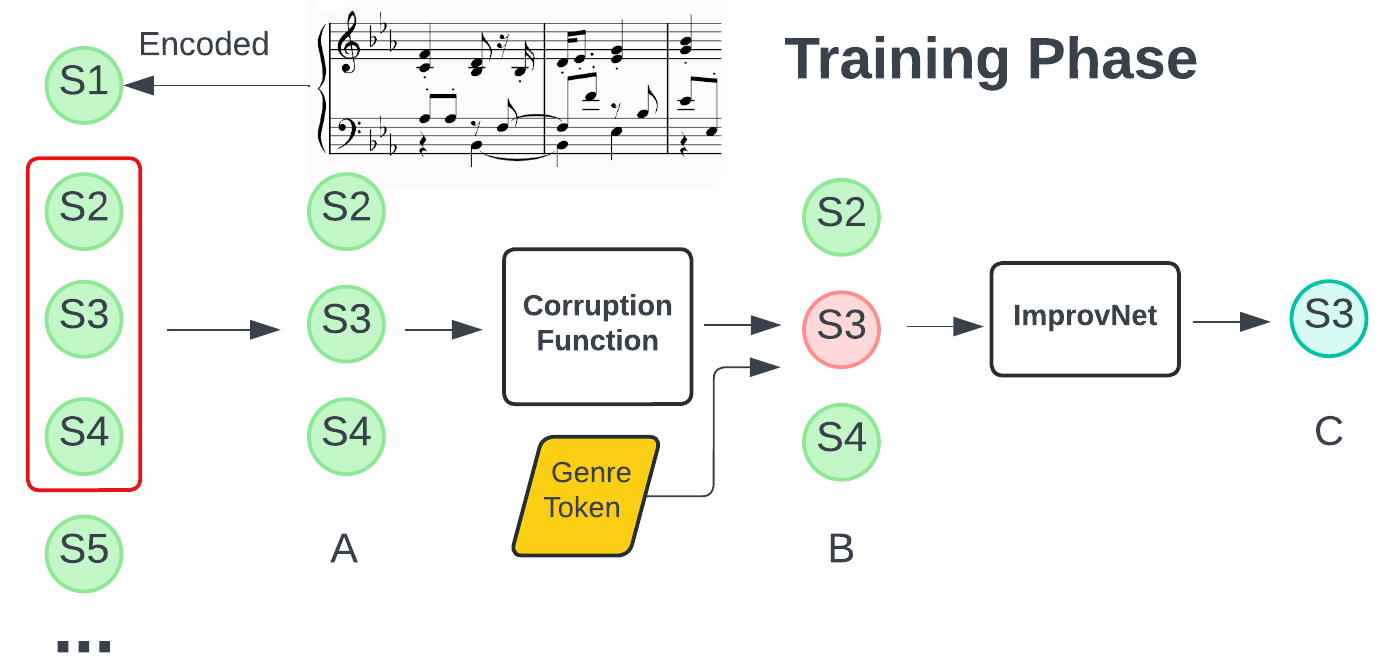 Training Phase
Encoded
S1
S2
S3
S4
S5
...
S2
S3
S4
A
Corruption
Function
Genre
Token
S2
S3
S4
B
ImprovNet
S3
C